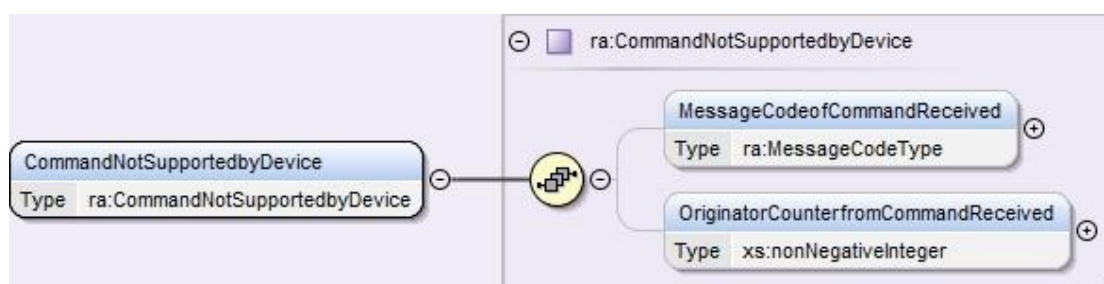 ra:CommandNotSupportedbyDevice
MessageCodeofCommandReceived
Type ra:MessageCodeType
CommandNotSupportedbyDevice
Type ra:CommandNotSupportedbyDevice
OriginatorCounterfromCommandReceived
Type xs:nonNegativeInteger